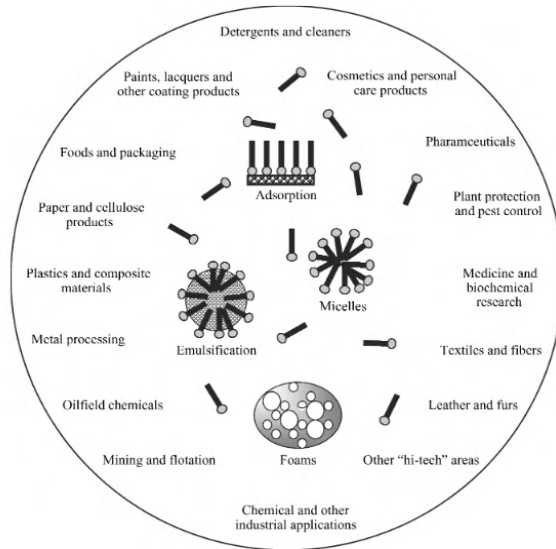 Detergents and cleaners
Paints, lacquers and
other coating products
Cosmetics and personal
care products
Foods and packaging
Pharamceuticals
Adsorption
Paper and cellulose
products
Plant protection
and pest control
Plastics and composite
materials
Micelles
Medicine and
biochemical
research
Metal processing
Emulsification
Textiles and fibers
Oilfield chemicals
Leather and furs
Mining and flotation
Foams
Other “hi-tech” areas
Chemical and other
industrial applications